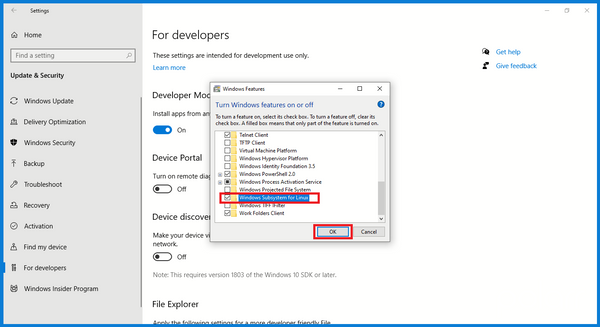 Settings
Home
Find a setting
Update & Security
Windows Update
Delivery Optimization
Windows Security
Backup
Troubleshoot
Recovery
Activation
Find my device
For developers
Windows Insider Program
For developers
These settings are intended for development use only.
Learn more
Developer Mod
Install apps from an
On
Device Portal
Turn on remote diag
Off
Device discover
Make your device vi
network.
Off
Note: This requires version 1803 of the Windows 10 SDK or later.
File Explorer
Apply the following settings for a more developer friendly File
Get help
Give feedback
Windows Features
Turn Windows features on or off
To turn a feature on, select its check box. To turn a feature off, clear its
check box. A filled box means that only part of the feature is turned on.
Telnet Client
TFTP Client
Virtual Machine Platform
Windows Hypervisor Platform
Windows Identity Foundation 3.5
Windows PowerShell 2.0
Windows Process Activation Service
Windows Projected File System
Windows Subsystem for Linux
Windows TIFF IFilter
Work Folders Client
OK
Cancel